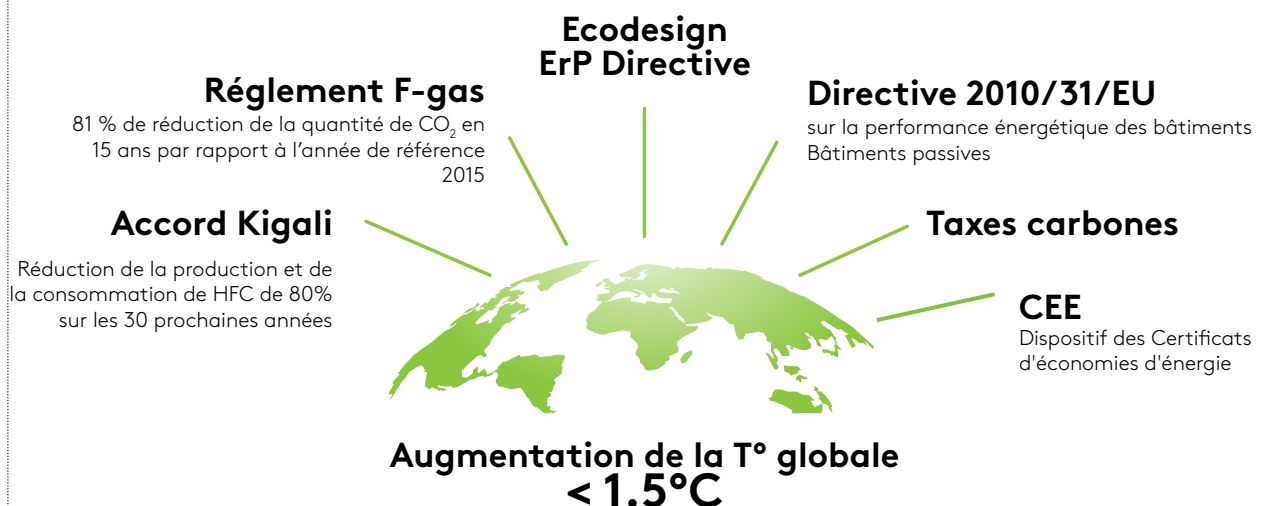 Ecodesign
ErP Directive
Réglement F-gas
81 % de réduction de la quantité de CO₂ en
15 ans par rapport à l'année de référence
2015
Directive 2010/31/EU
sur la performance énergétique des bâtiments
Bâtiments passives
Accord Kigali
Réduction de la production et de
la consommation de HFC de 80%
sur les 30 prochaines années
Taxes carbones
CEE
Dispositif des Certificats
d'économies d'énergie
Augmentation de la T° globale
< 1.5°C